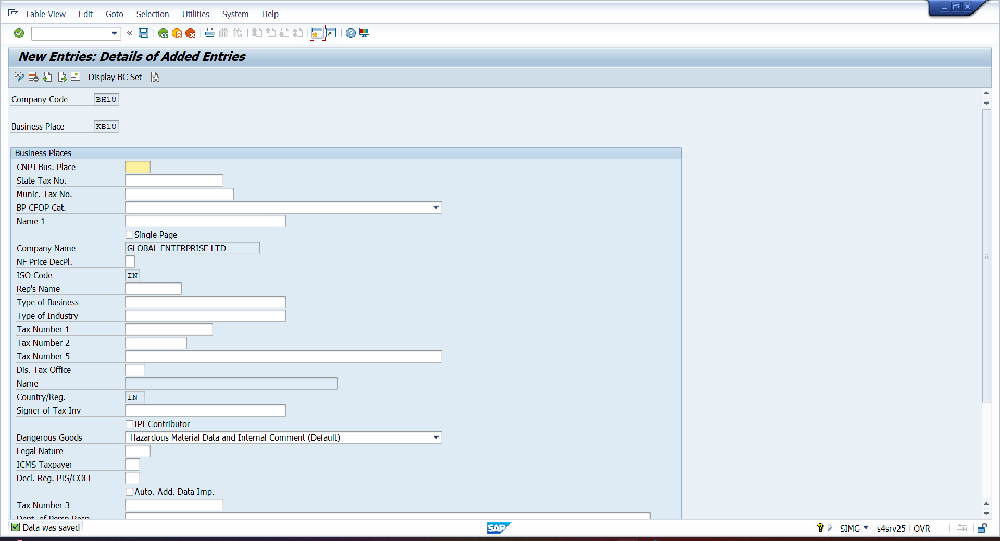 Table View Edit Goto Selection Utilities System Help
New Entries: Details of Added Entries
Display BC Set
Company Code BH18
Business Place KB18
Business Places
CNPJ Bus. Place
State Tax No.
Munic. Tax No.
BP CFOP Cat.
Name 1
Single Page
Company Name GLOBAL ENTERPRISE LTD
NF Price DecPl.
ISO Code IN
Rep's Name
Type of Business
Type of Industry
Tax Number 1
Tax Number 2
Tax Number 5
Dis. Tax Office
Name
Country/Reg. IN
Signer of Tax Inv
IPI Contributor
Dangerous Goods Hazardous Material Data and Internal Comment (Default)
Legal Nature
ICMS Taxpayer
Decl. Reg. PIS/COFI
Auto. Add. Data Imp.
Tax Number 3
Dept. of Persn Resp
Data was saved SAP SIMG s4srv25 OVR